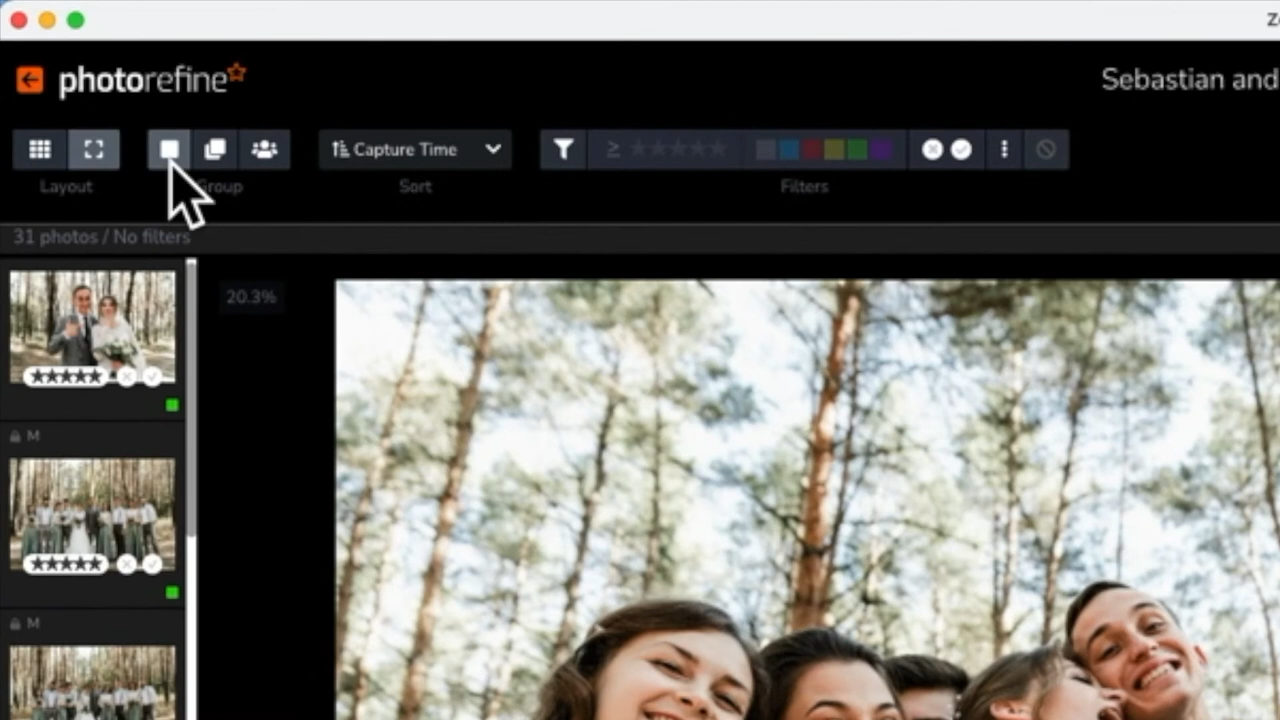 photorefine
Sebastian and
Capture Time
Layout
Group
Sort
Filters
31 photos / No filters
20.3%
M
M